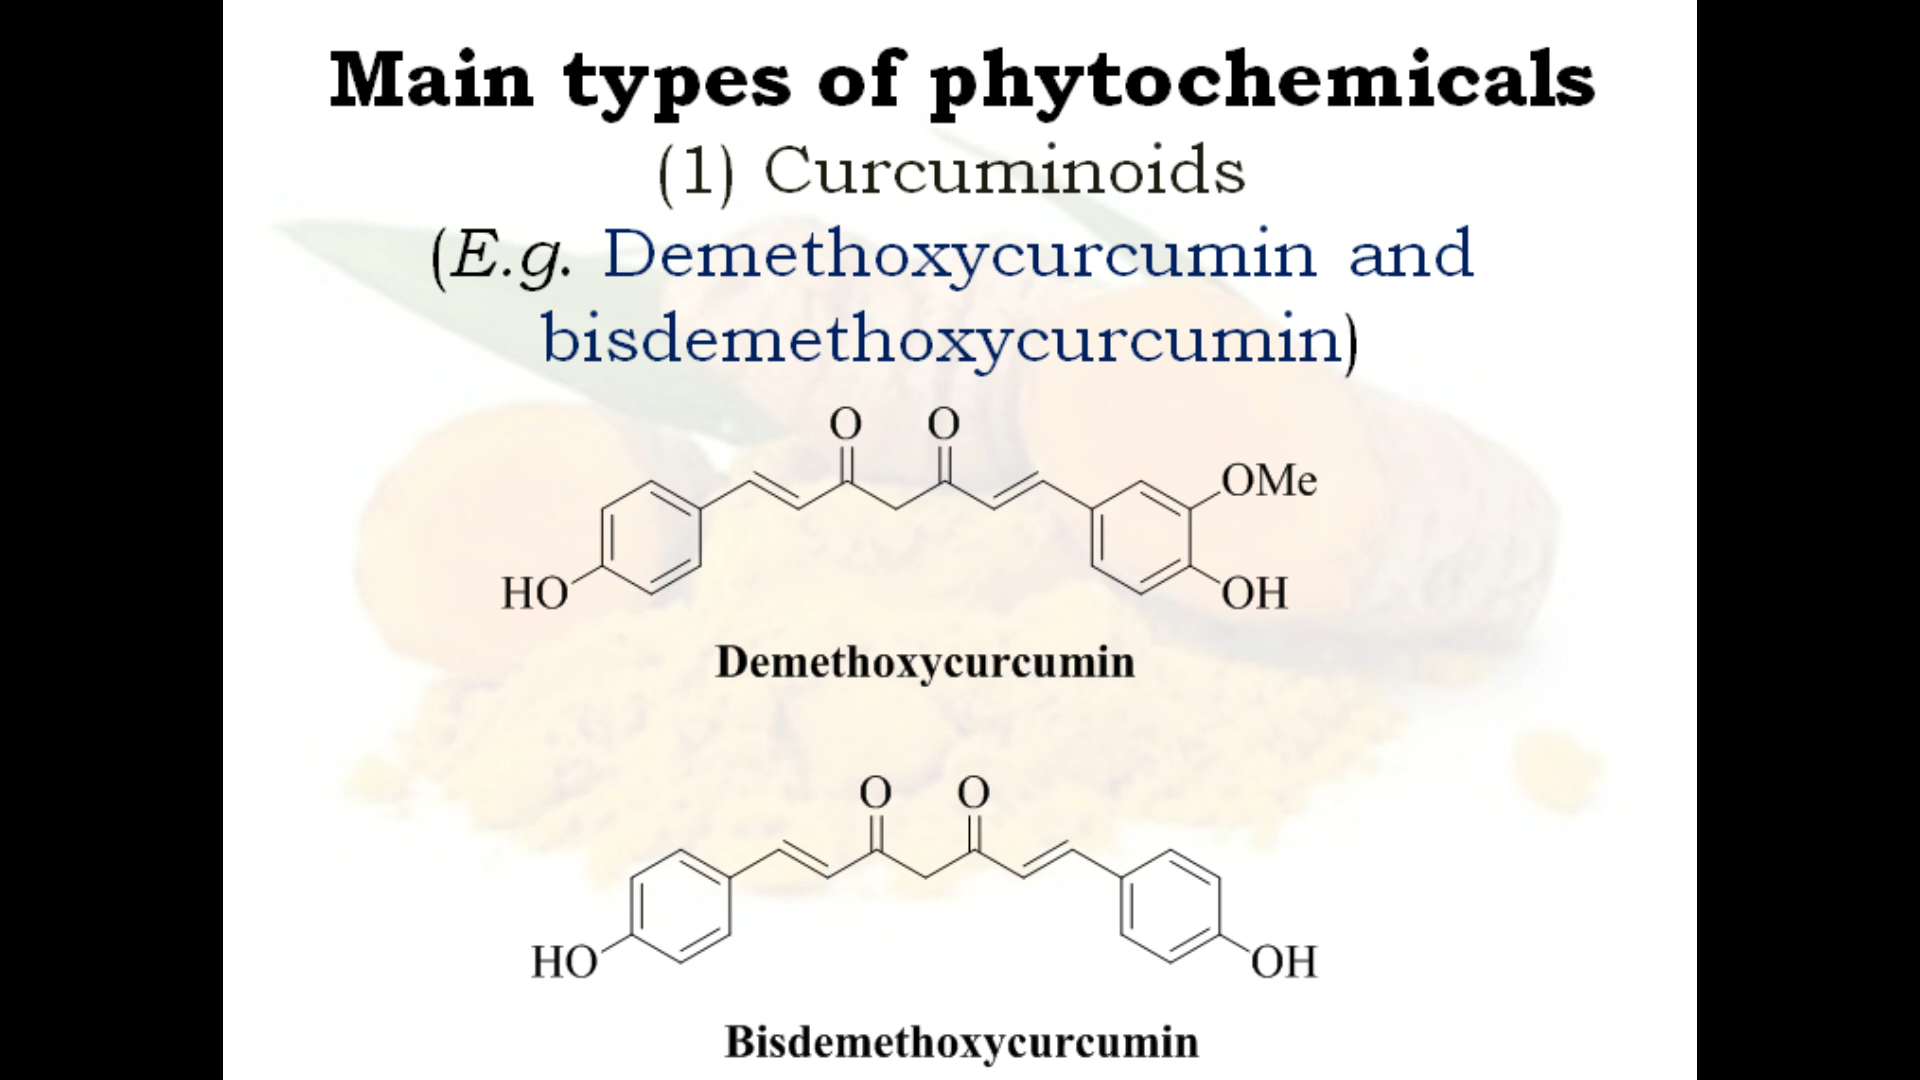 Main types of phytochemicals
(1) Curcuminoids
(E.g. Demethoxycurcumin and
bisdemethoxycurcumin)
O O
OMe
HO OH
Demethoxycurcumin
O O
HO OH
Bisdemethoxycurcumin